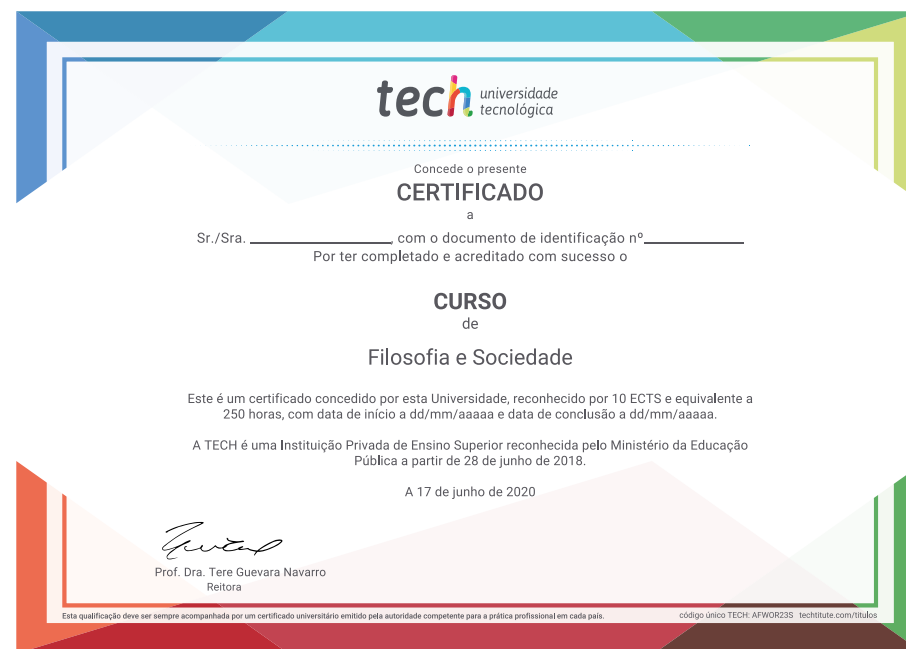 tech universidade
tecnológica
Concede o presente
CERTIFICADO
a
Sr./Sra. ____________________, com o documento de identificação nº______________
Por ter completado e acreditado com sucesso o
CURSO
de
Filosofia e Sociedade
Este é um certificado concedido por esta Universidade, reconhecido por 10 ECTS e equivalente a
250 horas, com data de início a dd/mm/aaaaa e data de conclusão a dd/mm/aaaaa.
A TECH é uma Instituição Privada de Ensino Superior reconhecida pelo Ministério da Educação
Pública a partir de 28 de junho de 2018.
A 17 de junho de 2020
Prof. Dra. Tere Guevara Navarro
Reitora
Esta qualificação deve ser sempre acompanhada por um certificado universitário emitido pela autoridade competente para a prática profissional em cada país.
código único TECH: AFWOR23S techtitute.com/titulos